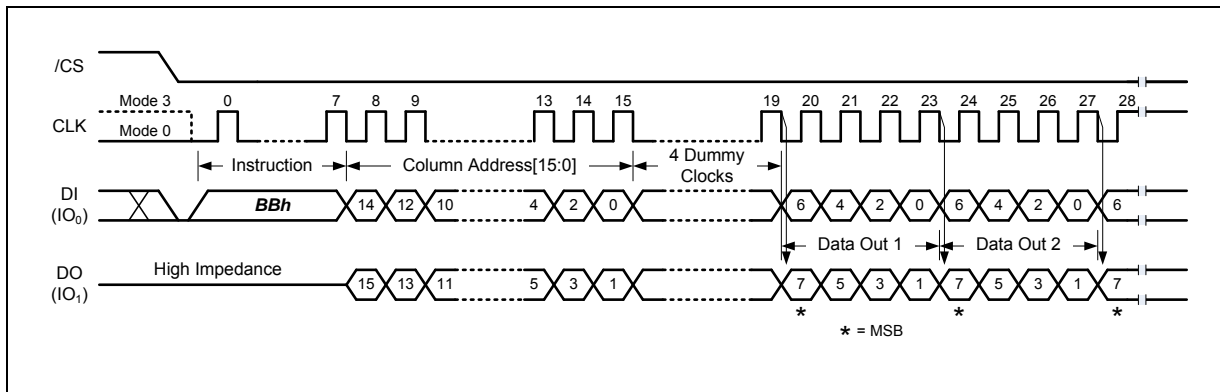 /CS
Mode 3 0 7 8 9 13 14 15 19 20 21 22 23 24 25 26 27 28
CLK
Mode 0
Instruction Column Address[15:0] 4 Dummy Clocks
DI (IO0) BBh 14 12 10 4 2 0 6 4 2 0 6 4 2 0 6
Data Out 1 Data Out 2
High Impedance
DO (IO1) 15 13 11 5 3 1 7 5 3 1 7 5 3 1 7
* * *
* = MSB